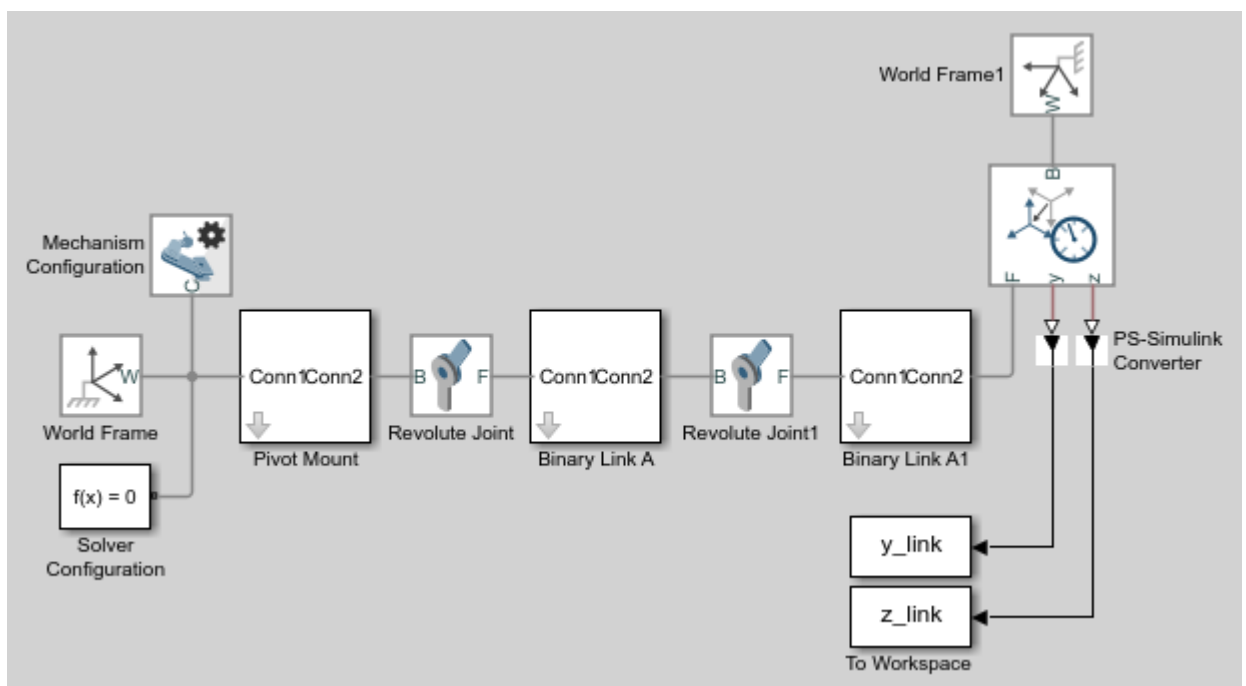 World Frame1
W
B
F
y
z
Mechanism
Configuration
C
PS-Simulink
Converter
W
World Frame
Conn1Conn2
Pivot Mount
B
F
Revolute Joint
Conn1Conn2
Binary Link A
B
F
Revolute Joint1
Conn1Conn2
Binary Link A1
f(x) = 0
Solver
Configuration
y_link
z_link
To Workspace